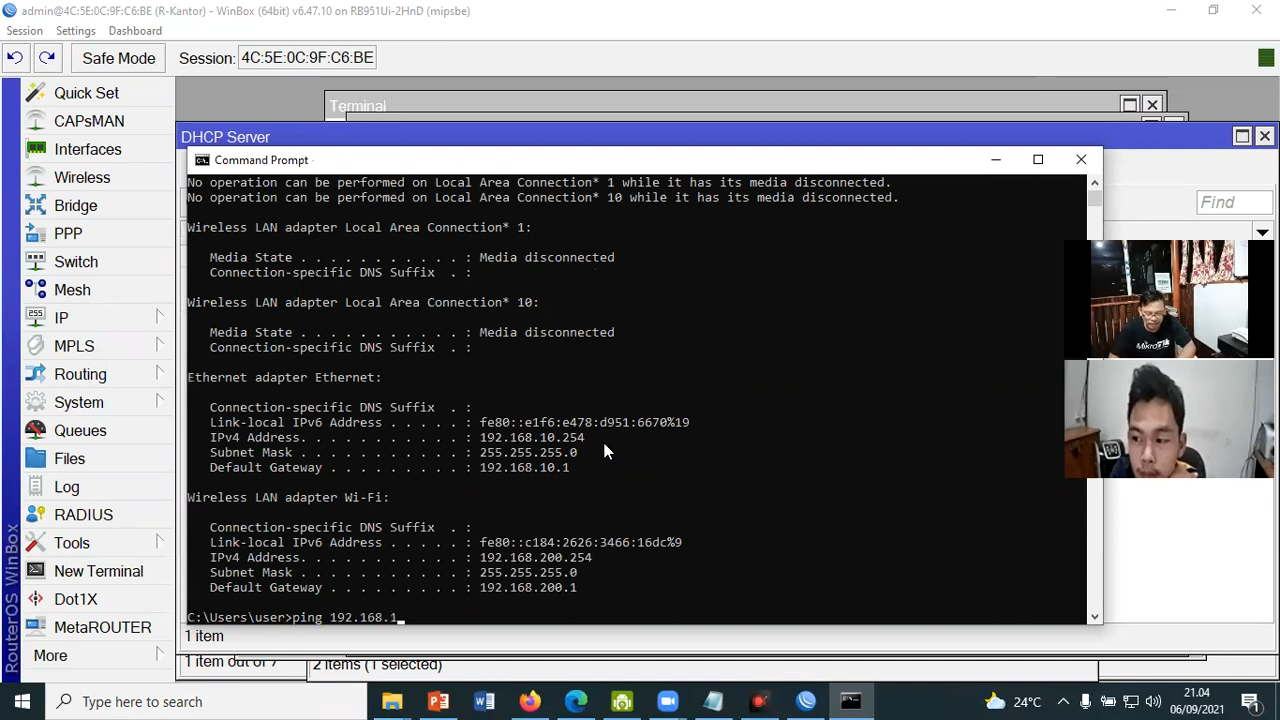 admin@4C:5E:0C:9F:C6:BE (R-Kantor) - WinBox (64bit) v6.47.10 on RB951Ui-2HnD (mipsbe)
Session Settings Dashboard
Safe Mode Session: 4C:5E:0C:9F:C6:BE
Quick Set
CAPsMAN
Interfaces
Wireless
Bridge
PPP
Switch
Mesh
IP
MPLS
Routing
System
Queues
Files
Log
RADIUS
Tools
New Terminal
Dot1X
MetaROUTER
More
RouterOS WinBox
Terminal
DHCP Server
Find
Command Prompt
No operation can be performed on Local Area Connection* 1 while it has its media disconnected.
No operation can be performed on Local Area Connection* 10 while it has its media disconnected.
Wireless LAN adapter Local Area Connection* 1:
Media State . . . . . . . . . . . : Media disconnected
Connection-specific DNS Suffix . :
Wireless LAN adapter Local Area Connection* 10:
Media State . . . . . . . . . . . : Media disconnected
Connection-specific DNS Suffix . :
Ethernet adapter Ethernet:
Connection-specific DNS Suffix . :
Link-local IPv6 Address . . . . . : fe80::e1f6:e478:d951:6670%19
IPv4 Address. . . . . . . . . . . : 192.168.10.254
Subnet Mask . . . . . . . . . . . : 255.255.255.0
Default Gateway . . . . . . . . . : 192.168.10.1
Wireless LAN adapter Wi-Fi:
Connection-specific DNS Suffix . :
Link-local IPv6 Address . . . . . : fe80::c184:2626:3466:16dc%9
IPv4 Address. . . . . . . . . . . : 192.168.200.254
Subnet Mask . . . . . . . . . . . : 255.255.255.0
Default Gateway . . . . . . . . . : 192.168.200.1
C:\Users\user>ping 192.168.1_
1 item
1 item out of 7
2 items (1 selected)
Type here to search
24°C
21.04
06/09/2021